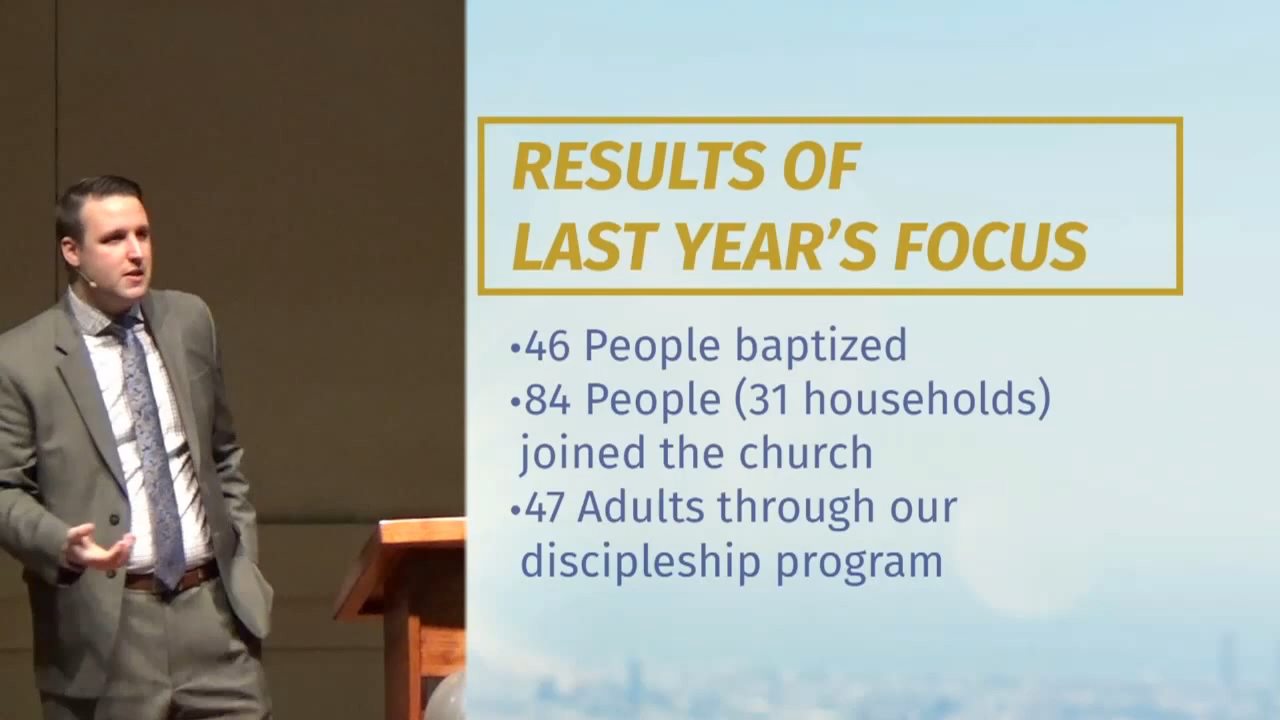 RESULTS OF
LAST YEAR'S FOCUS
•46 People baptized
•84 People (31 households)
joined the church
•47 Adults through our
discipleship program